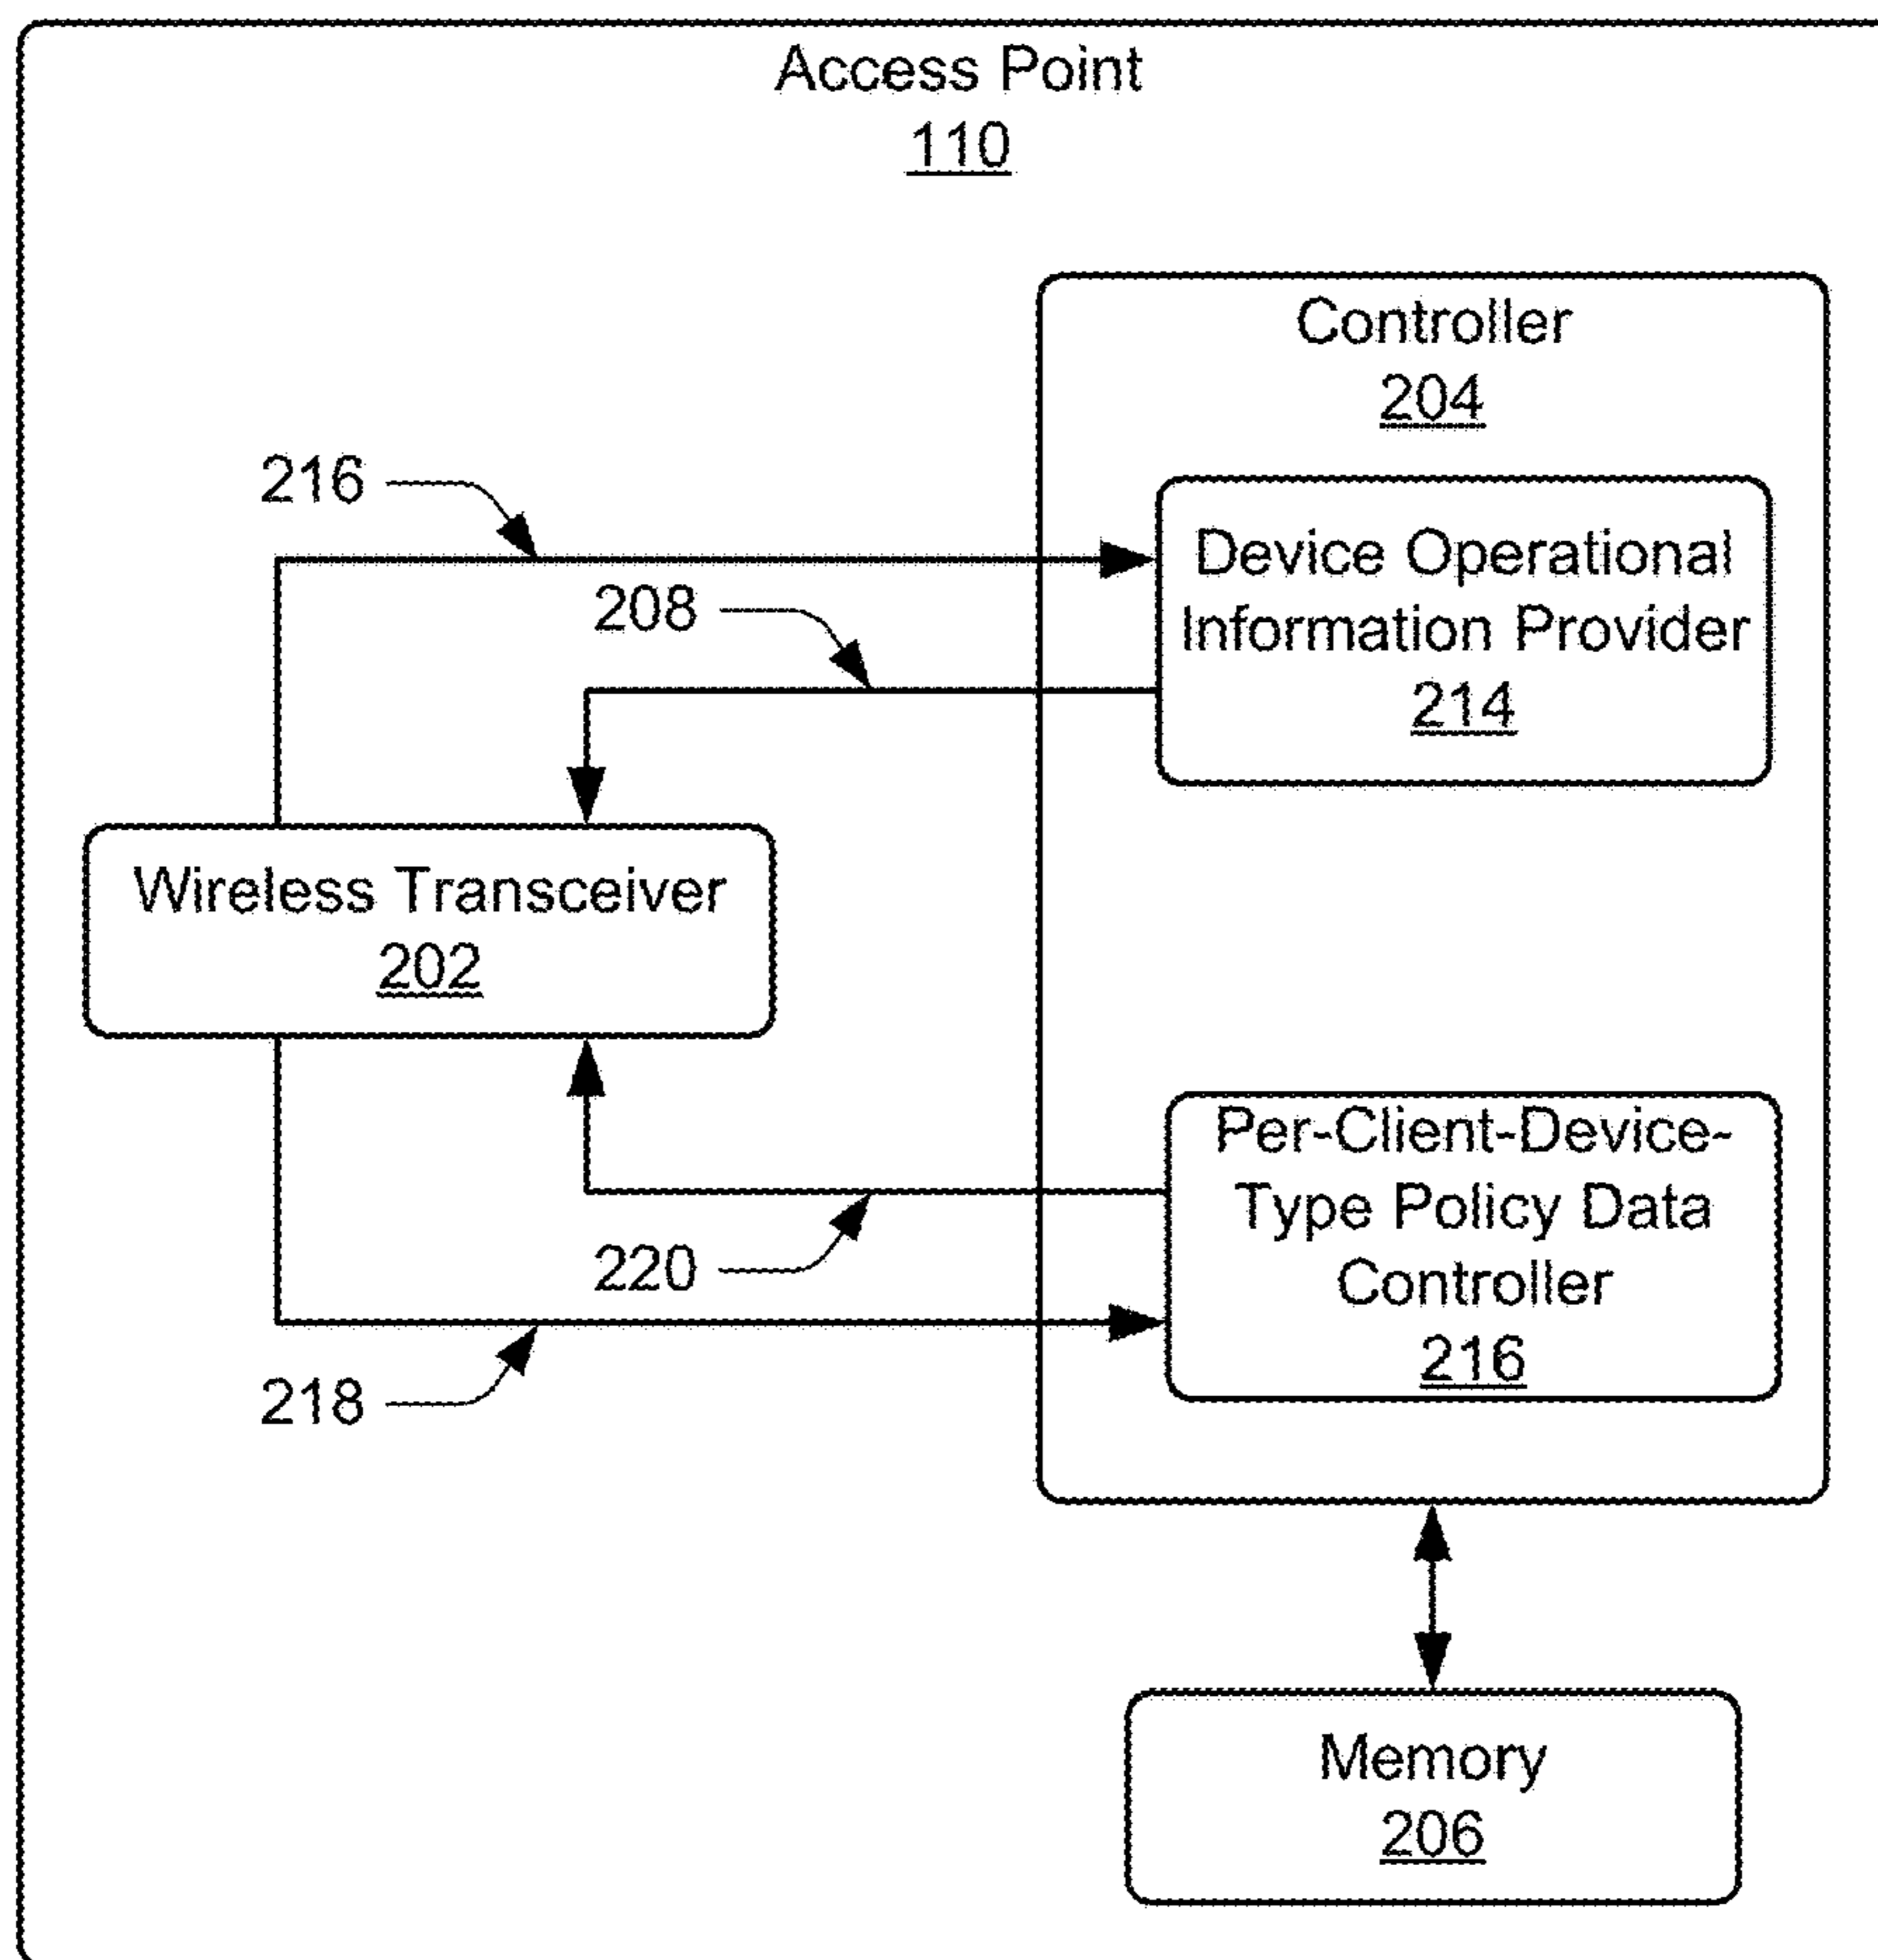 Access Point
110
Controller
204
216
Device Operational
Information Provider
214
208
Wireless Transceiver
202
Per-Client-Device-
Type Policy Data
Controller
216
220
218
Memory
206